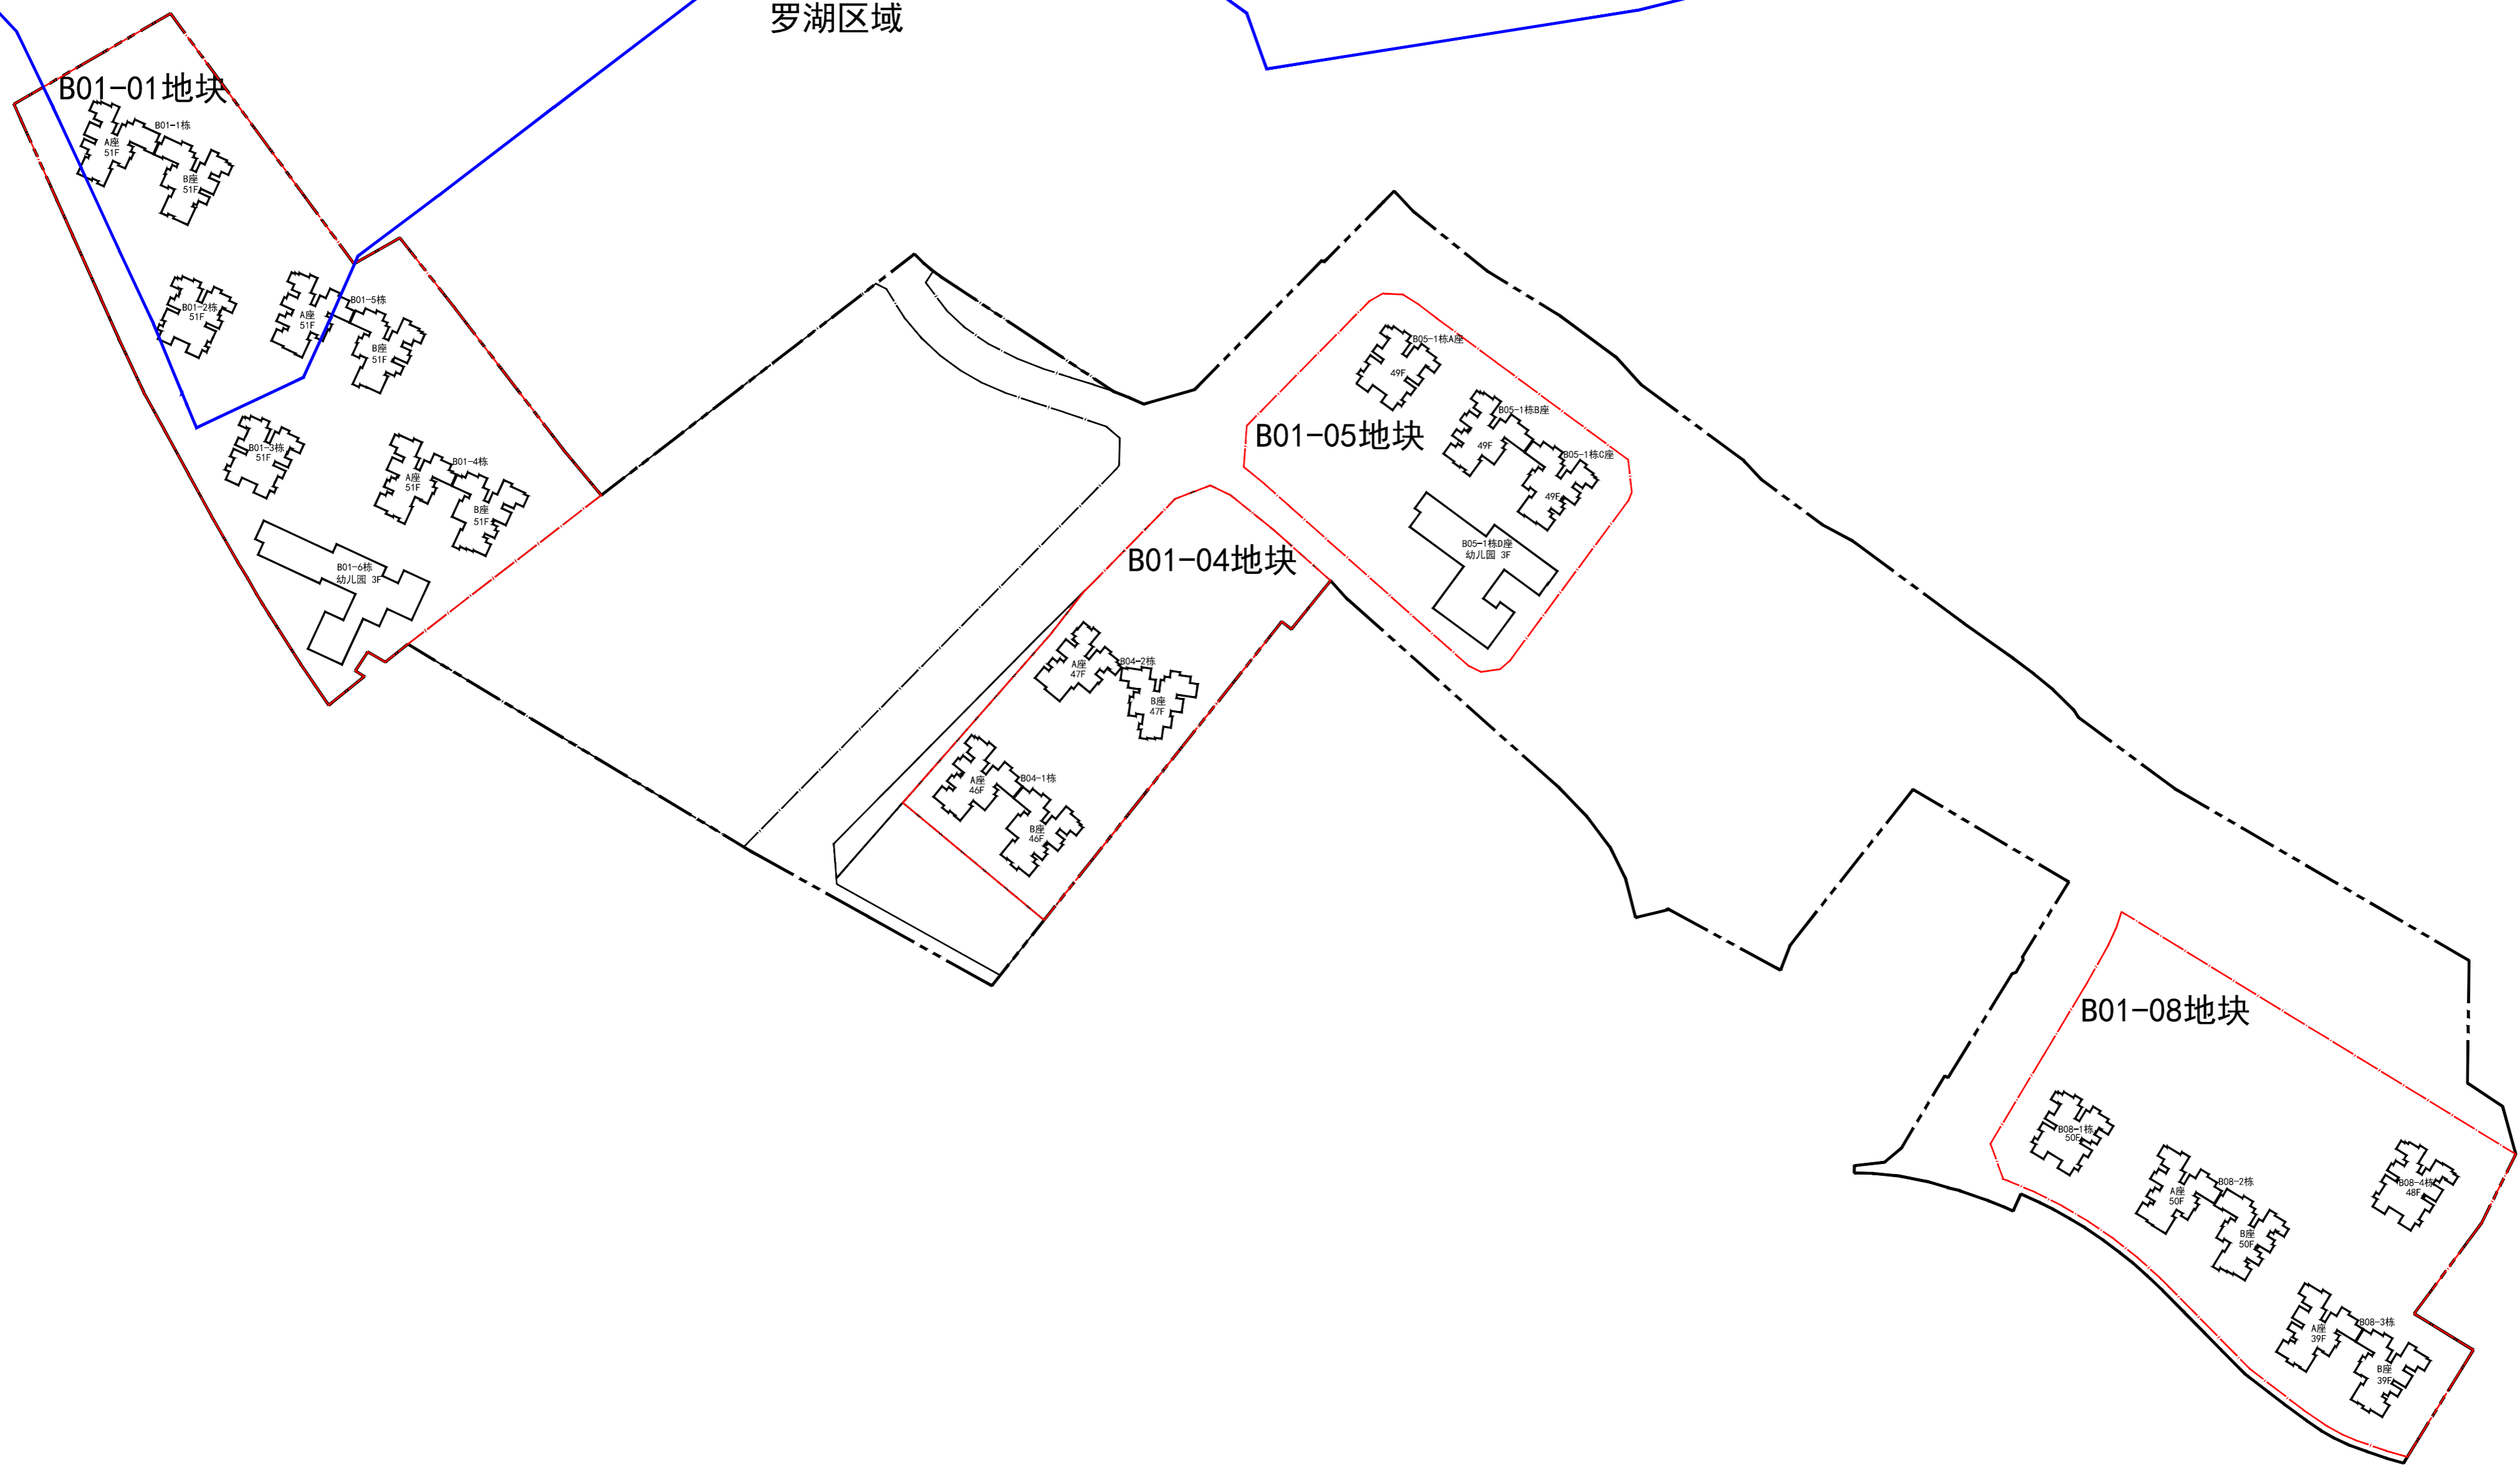 罗湖区域
B01-01地块
B01-1栋
A座
51F
B座
51F
B01-2栋
51F
B01-5栋
A座
51F
B座
51F
B01-3栋
51F
B01-4栋
A座
51F
B座
51F
B01-6栋
幼儿园 3F
B01-05地块
B05-1栋A座
49F
B05-1栋B座
49F
B05-1栋C座
49F
B05-1栋D座
幼儿园 3F
B01-04地块
B04-2栋
A座
47F
B座
47F
B04-1栋
A座
46F
B座
46F
B01-08地块
B08-1栋
50F
B08-2栋
A座
50F
B座
50F
B08-4栋
48F
B08-3栋
A座
39F
B座
39F